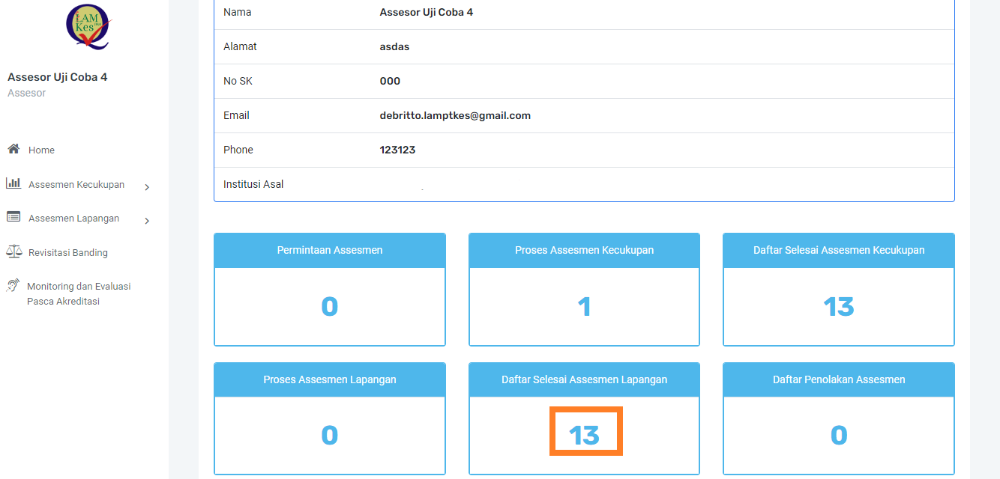 LAM
Kes
Assesor Uji Coba 4
Assesor
Home
Assesmen Kecukupan
Assesmen Lapangan
Revisitasi Banding
Monitoring dan Evaluasi
Pasca Akreditasi
Nama Assesor Uji Coba 4
Alamat asdas
No SK 000
Email debritto.lamptkes@gmail.com
Phone 123123
Institusi Asal
Permintaan Assesmen
0
Proses Assesmen Kecukupan
1
Daftar Selesai Assesmen Kecukupan
13
Proses Assesmen Lapangan
0
Daftar Selesai Assesmen Lapangan
13
Daftar Penolakan Assesmen
0